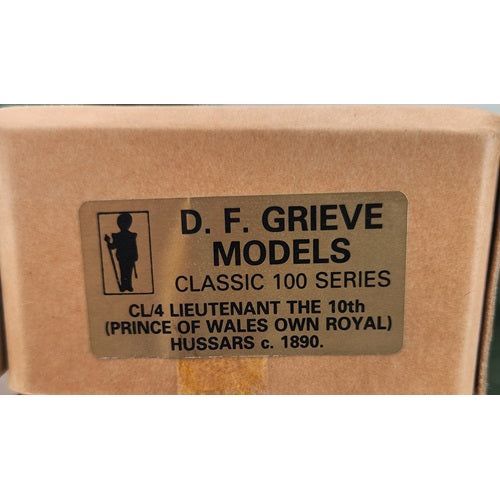 D. F. GRIEVE
MODELS
CLASSIC 100 SERIES
CL/4 LIEUTENANT THE 10th
(PRINCE OF WALES OWN ROYAL)
HUSSARS c. 1890.